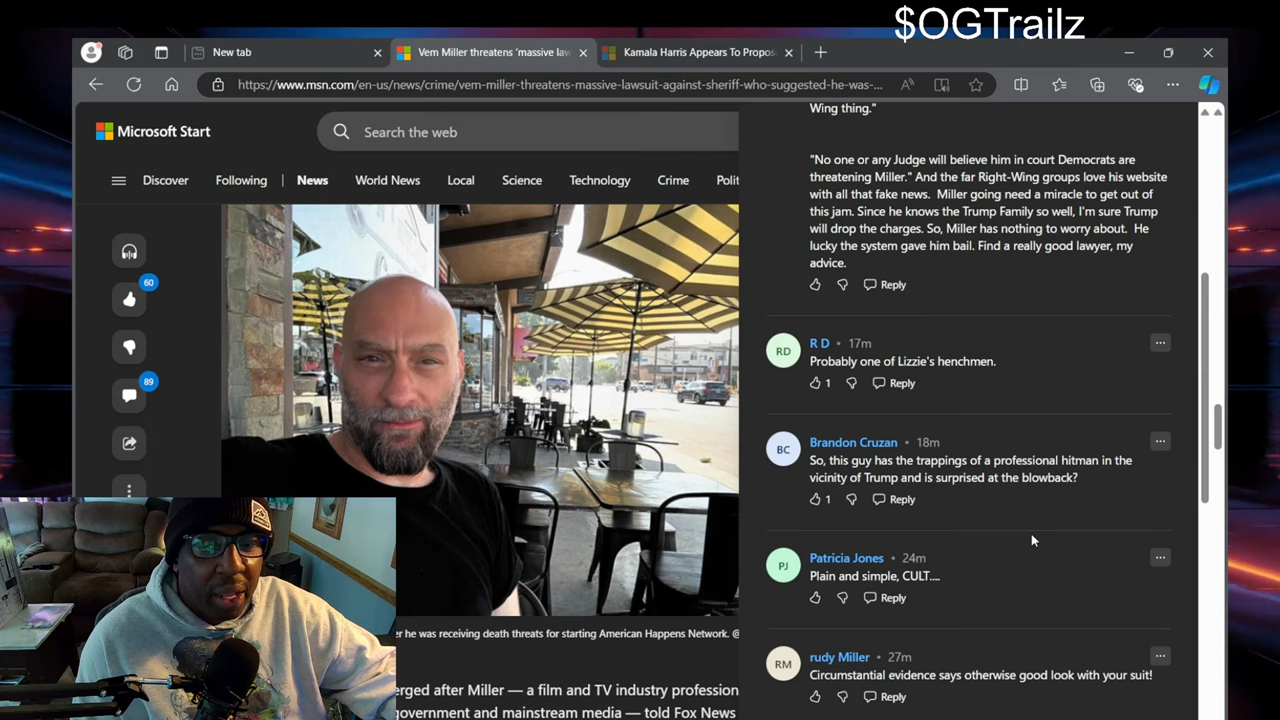 $OGTrailz
New tab
Vem Miller threatens 'massive law
Kamala Harris Appears To Propos
https://www.msn.com/en-us/news/crime/vem-miller-threatens-massive-lawsuit-against-sheriff-who-suggested-he-was-...
Microsoft Start
Search the web
Discover
Following
News
World News
Local
Science
Technology
Crime
Polit
60
89
er he was receiving death threats for starting American Happens Network. @
erged after Miller — a film and TV industry profession
government and mainstream media — told Fox News
Wing thing."
"No one or any Judge will believe him in court Democrats are
threatening Miller." And the far Right-Wing groups love his website
with all that fake news. Miller going need a miracle to get out of
this jam. Since he knows the Trump Family so well, I'm sure Trump
will drop the charges. So, Miller has nothing to worry about. He
lucky the system gave him bail. Find a really good lawyer, my
advice.
Reply
RD
R D • 17m
Probably one of Lizzie's henchmen.
1 Reply
BC
Brandon Cruzan • 18m
So, this guy has the trappings of a professional hitman in the
vicinity of Trump and is surprised at the blowback?
1 Reply
PJ
Patricia Jones • 24m
Plain and simple, CULT....
Reply
RM
rudy Miller • 27m
Circumstantial evidence says otherwise good look with your suit!
Reply